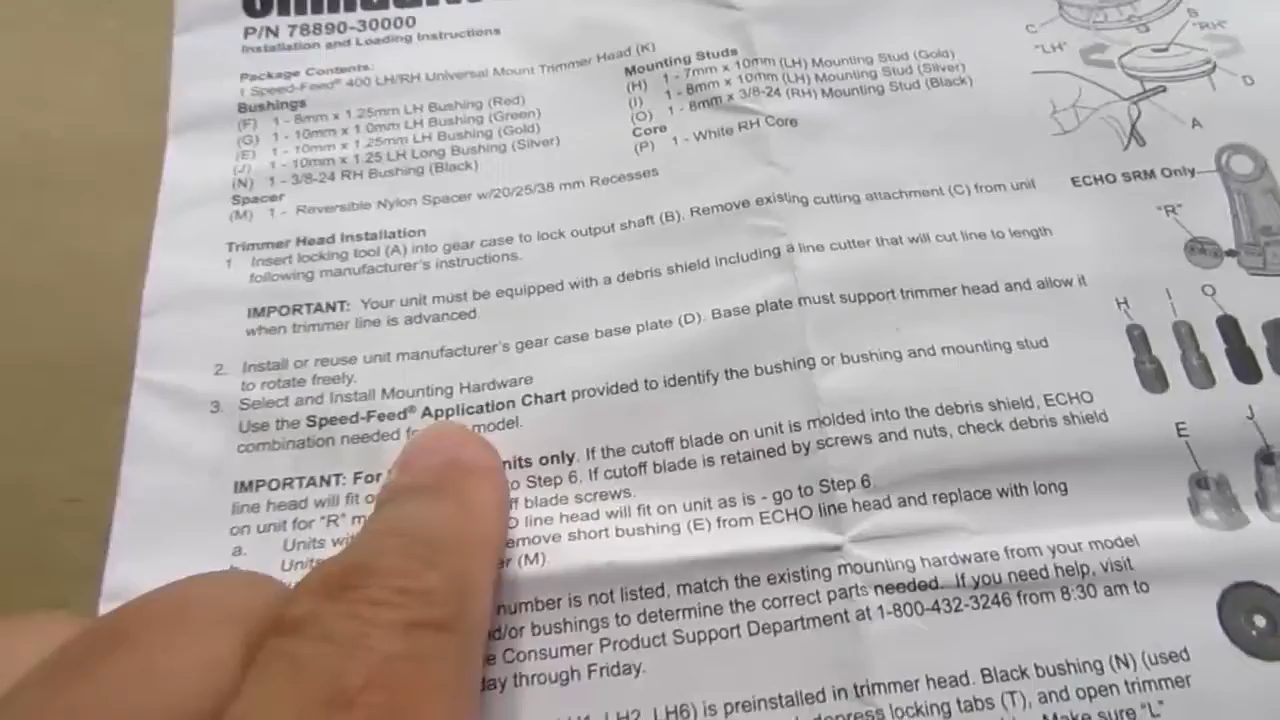 P/N 78890-30000
Installation and Loading Instructions
Package Contents:
1 Speed-Feed® 400 LH/RH Universal Mount Trimmer Head (K)
Bushings
(F) 1 - 8mm x 1.25mm LH Bushing (Red)
(G) 1 - 10mm x 1.0mm LH Bushing (Green)
(E) 1 - 10mm x 1.25mm LH Bushing (Gold)
(J) 1 - 10mm x 1.25 LH Long Bushing (Silver)
(N) 1 - 3/8-24 RH Bushing (Black)
Spacer
(M) 1 - Reversible Nylon Spacer w/20/25/38 mm Recesses
Mounting Studs
(H) 1 - 7mm x 10mm (LH) Mounting Stud (Gold)
(I) 1 - 8mm x 10mm (LH) Mounting Stud (Silver)
(O) 1 - 8mm x 3/8-24 (RH) Mounting Stud (Black)
Core
(P) 1 - White RH Core
Trimmer Head Installation
1 Insert locking tool (A) into gear case to lock output shaft (B). Remove existing cutting attachment (C) from unit
following manufacturer's instructions.
IMPORTANT: Your unit must be equipped with a debris shield including a line cutter that will cut line to length
when trimmer line is advanced.
2. Install or reuse unit manufacturer's gear case base plate (D). Base plate must support trimmer head and allow it
to rotate freely.
3. Select and Install Mounting Hardware
Use the Speed-Feed® Application Chart provided to identify the bushing or bushing and mounting stud
combination needed model.
IMPORTANT: For nits only. If the cutoff blade on unit is molded into the debris shield, ECHO
line head will fit o o Step 6. If cutoff blade is retained by screws and nuts, check debris shield
on unit for "R" m ff blade screws.
a. Units wi O line head will fit on unit as is - go to Step 6.
Units emove short bushing (E) from ECHO line head and replace with long
er (M).
number is not listed, match the existing mounting hardware from your model
d/or bushings to determine the correct parts needed. If you need help, visit
e Consumer Product Support Department at 1-800-432-3246 from 8:30 am to
day through Friday.
LH2, LH6) is preinstalled in trimmer head. Black bushing (N) (used
depress locking tabs (T), and open trimmer
Make sure "L"
C
B
"RH"
"LH"
D
A
ECHO SRM Only
"R"
H
I
O
E
J